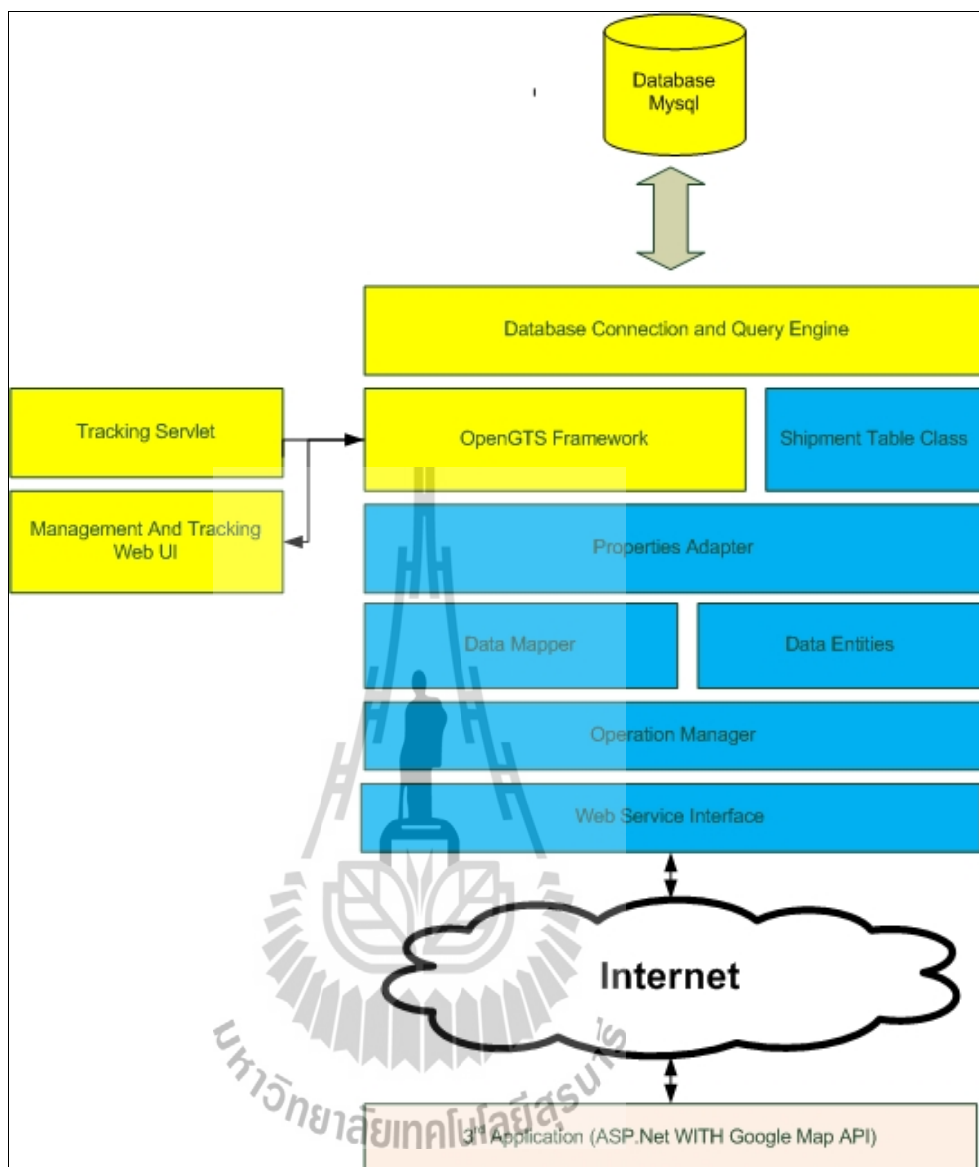 Database
Mysql
Database Connection and Query Engine
Tracking Servlet
OpenGTS Framework
Shipment Table Class
Management And Tracking
Web UI
Properties Adapter
Data Mapper
Data Entities
Operation Manager
Web Service Interface
Internet
มหาวิทยาลัยเทคโนโลยีสุรนารี
3rd Application (ASP.Net WITH Google Map API)